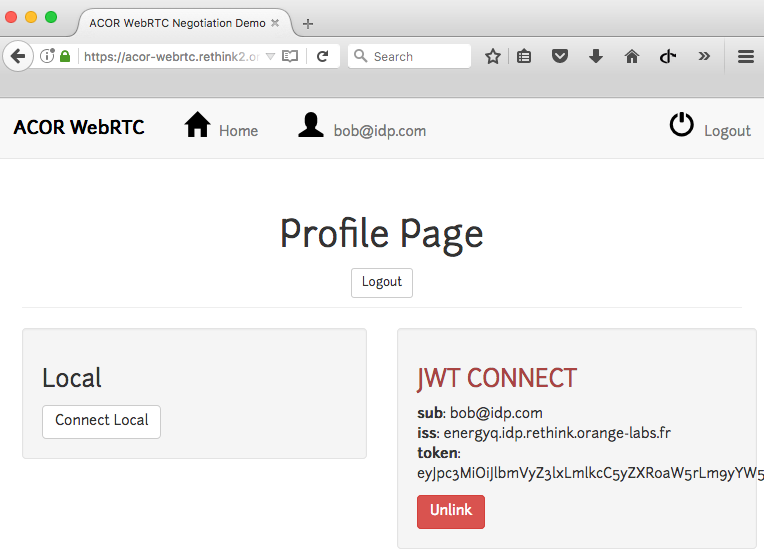 ACOR WebRTC Negotiation Demo
https://acor-webrtc.rethink2.or
Search
ACOR WebRTC
Home
bob@idp.com
Logout
Profile Page
Logout
Local
Connect Local
JWT CONNECT
sub: bob@idp.com
iss: energyq.idp.rethink.orange-labs.fr
token:
eyJpc3MiOiJlbmVyZ3lxLmlkcC5yZXRoaW5rLm9yYW5
Unlink